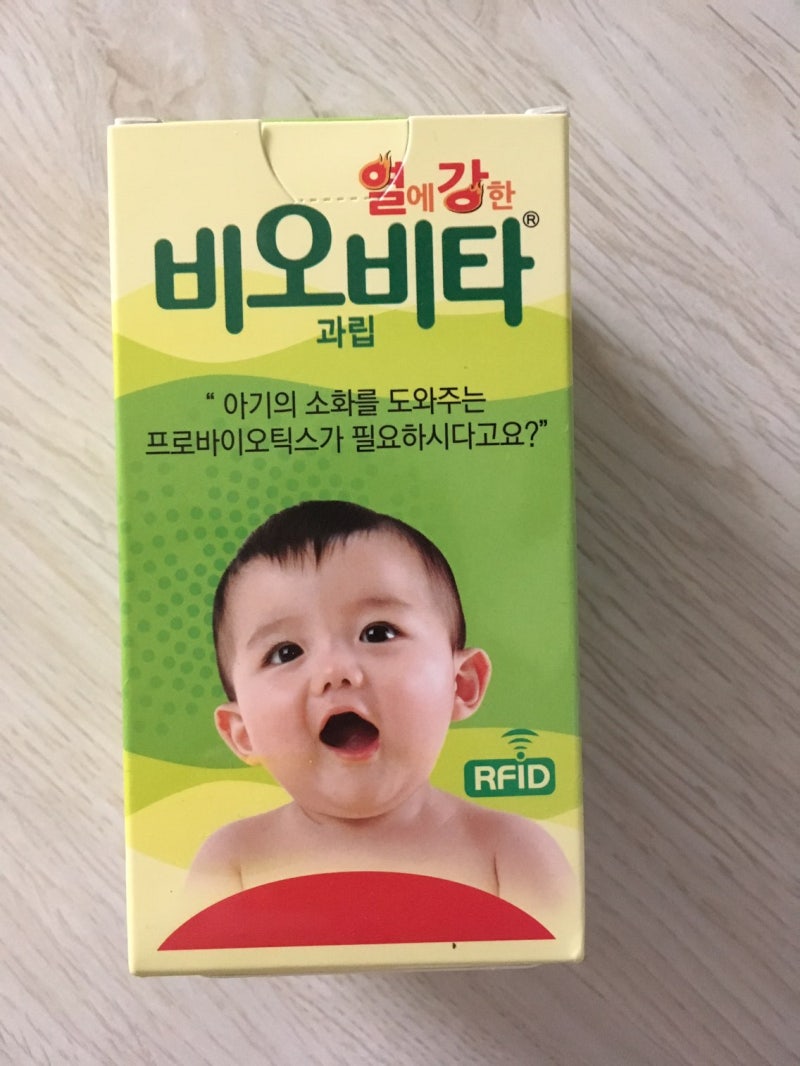 열에 강한
비오비타®
과립
“ 아기의 소화를 도와주는
프로바이오틱스가 필요하시다고요?”
RFID